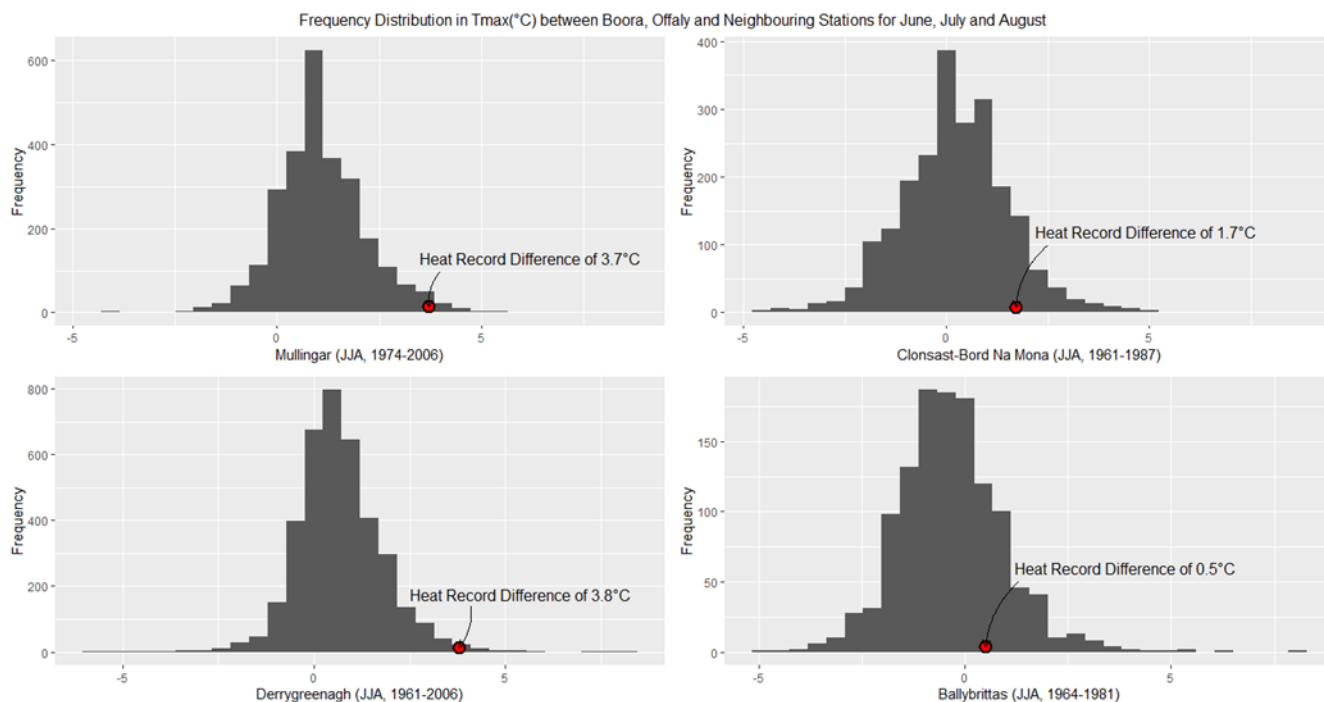 Frequency Distribution in Tmax(°C) between Boora, Offaly and Neighbouring Stations for June, July and August
600
400
200
0
Frequency
Heat Record Difference of 3.7°C
-5
0
5
Mullingar (JJA, 1974-2006)
400
300
200
100
0
Frequency
Heat Record Difference of 1.7°C
-5
0
5
Clonsast-Bord Na Mona (JJA, 1961-1987)
800
600
400
200
0
Frequency
Heat Record Difference of 3.8°C
-5
0
5
Derrygreenagh (JJA, 1961-2006)
150
100
50
0
Frequency
Heat Record Difference of 0.5°C
-5
0
5
Ballybrittas (JJA, 1964-1981)